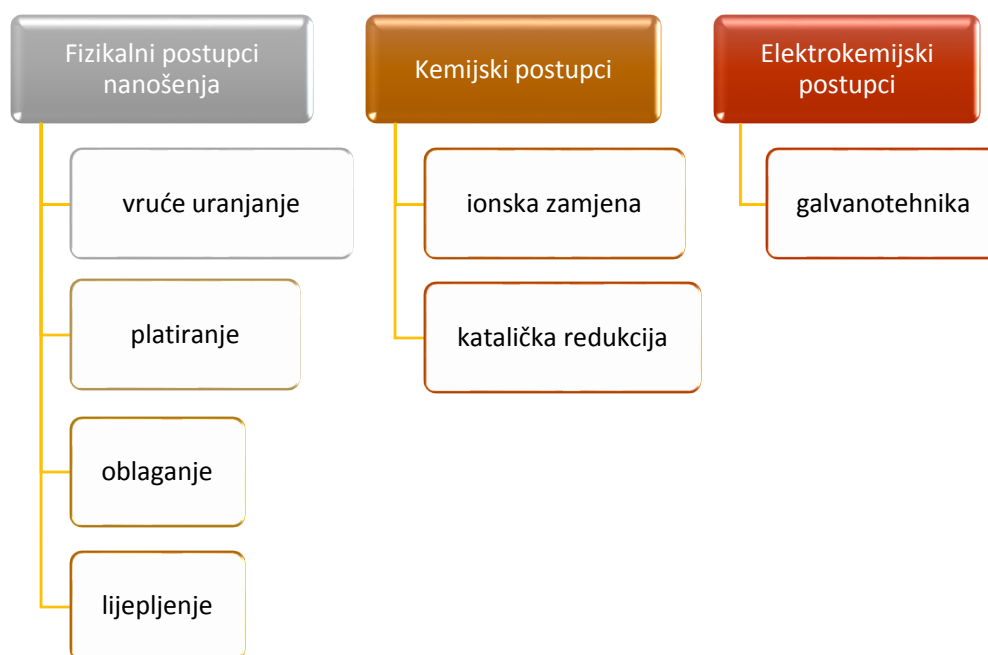 Fizikalni postupci
nanošenja
vruće uranjanje
platiranje
oblaganje
lijepljenje
Kemijski postupci
ionska zamjena
katalička redukcija
Elektrokemijski
postupci
galvanotehnika